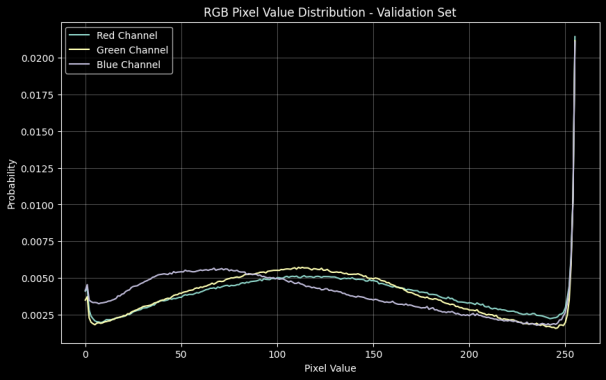 RGB Pixel Value Distribution - Validation Set
Red Channel
Green Channel
Blue Channel
0.0200
0.0175
0.0150
0.0125
0.0100
0.0075
0.0050
0.0025
Probability
0 50 100 150 200 250
Pixel Value